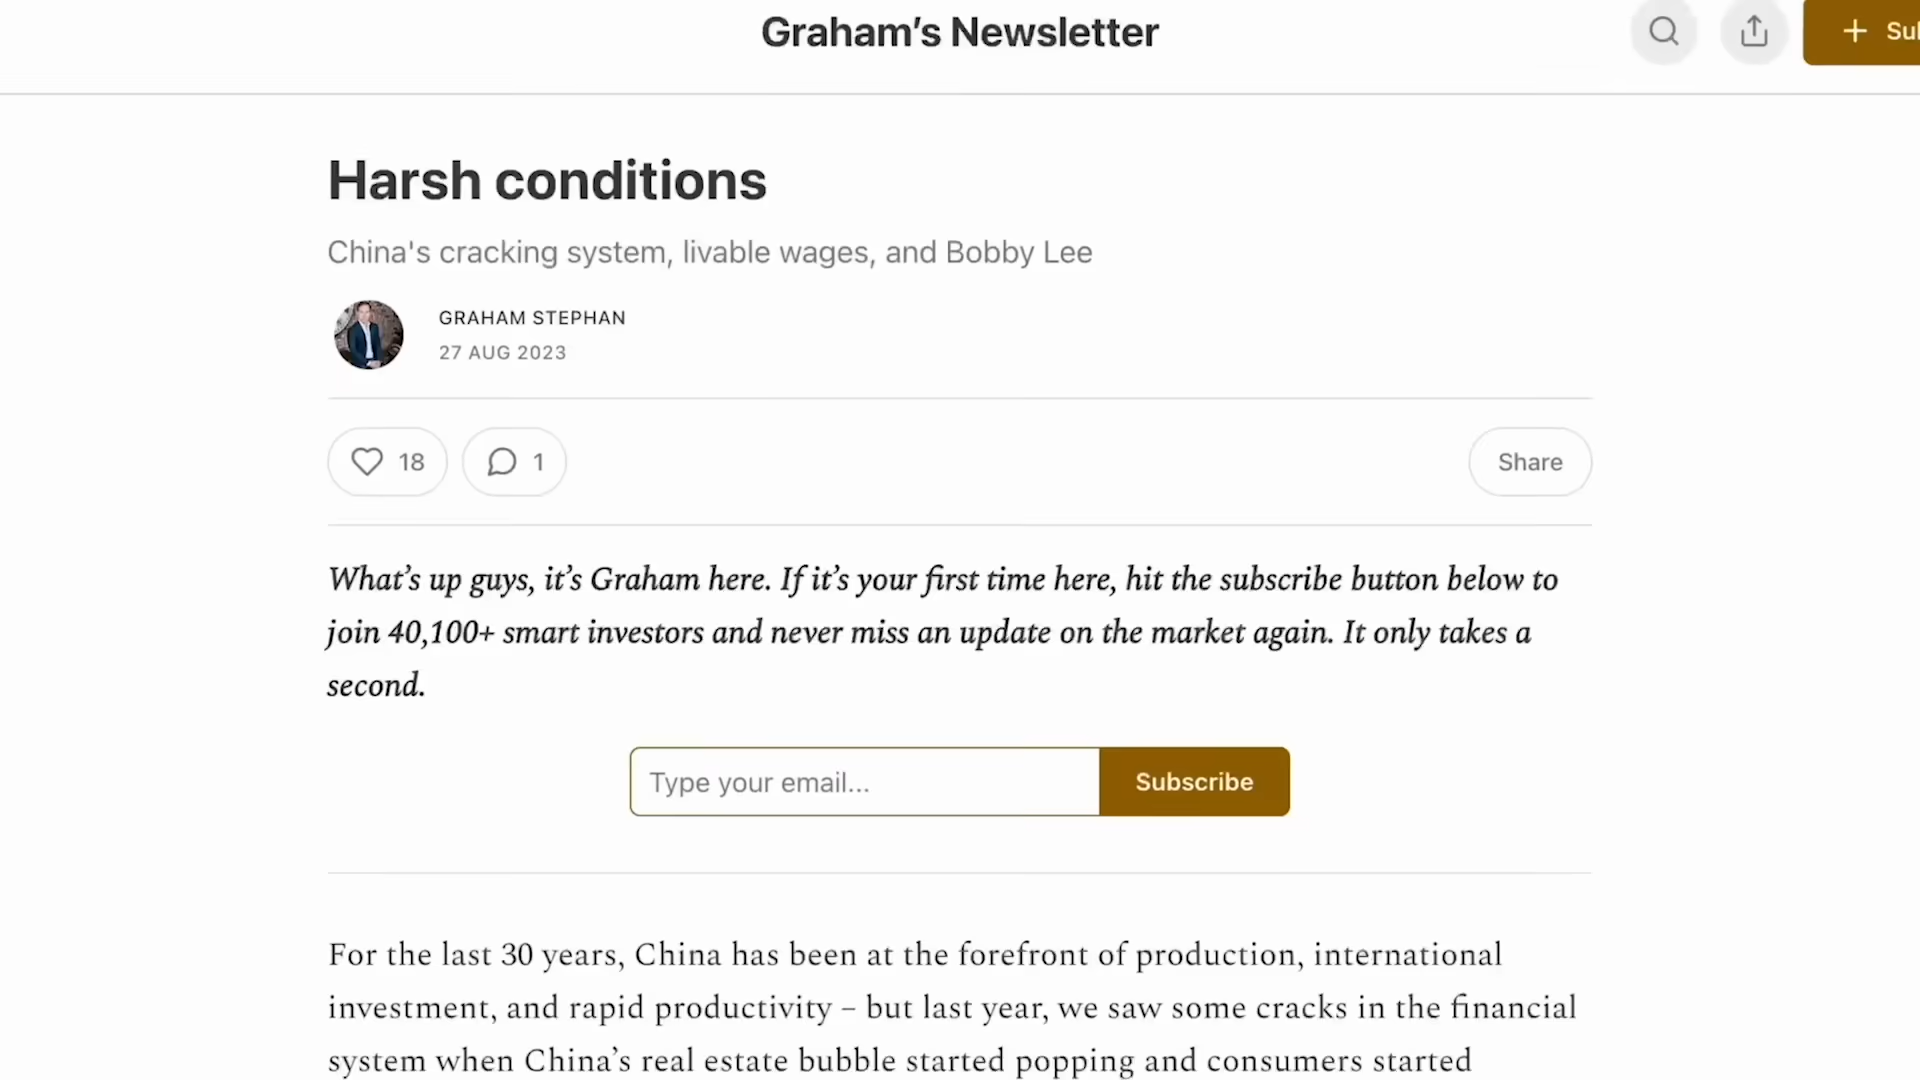 Graham's Newsletter
Sul
Harsh conditions
China's cracking system, livable wages, and Bobby Lee
GRAHAM STEPHAN
27 AUG 2023
18
1
Share
What's up guys, it's Graham here. If it's your first time here, hit the subscribe button below to
join 40,100+ smart investors and never miss an update on the market again. It only takes a
second.
Type your email...
Subscribe
For the last 30 years, China has been at the forefront of production, international
investment, and rapid productivity – but last year, we saw some cracks in the financial
system when China's real estate bubble started popping and consumers started